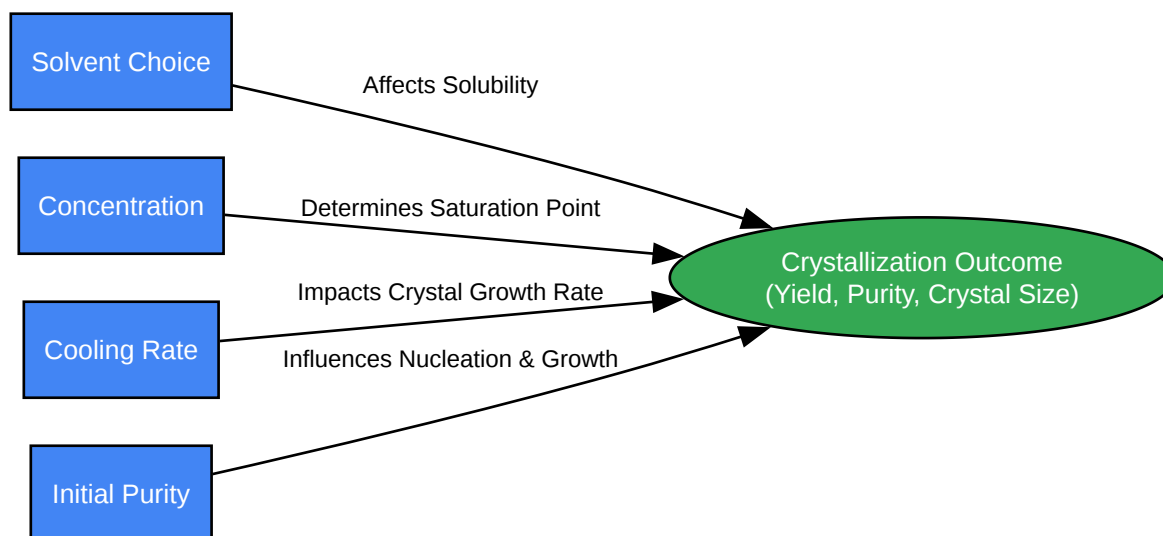 Solvent Choice
Affects Solubility
Concentration
Determines Saturation Point
Crystallization Outcome
(Yield, Purity, Crystal Size)
Impacts Crystal Growth Rate
Cooling Rate
Influences Nucleation & Growth
Initial Purity